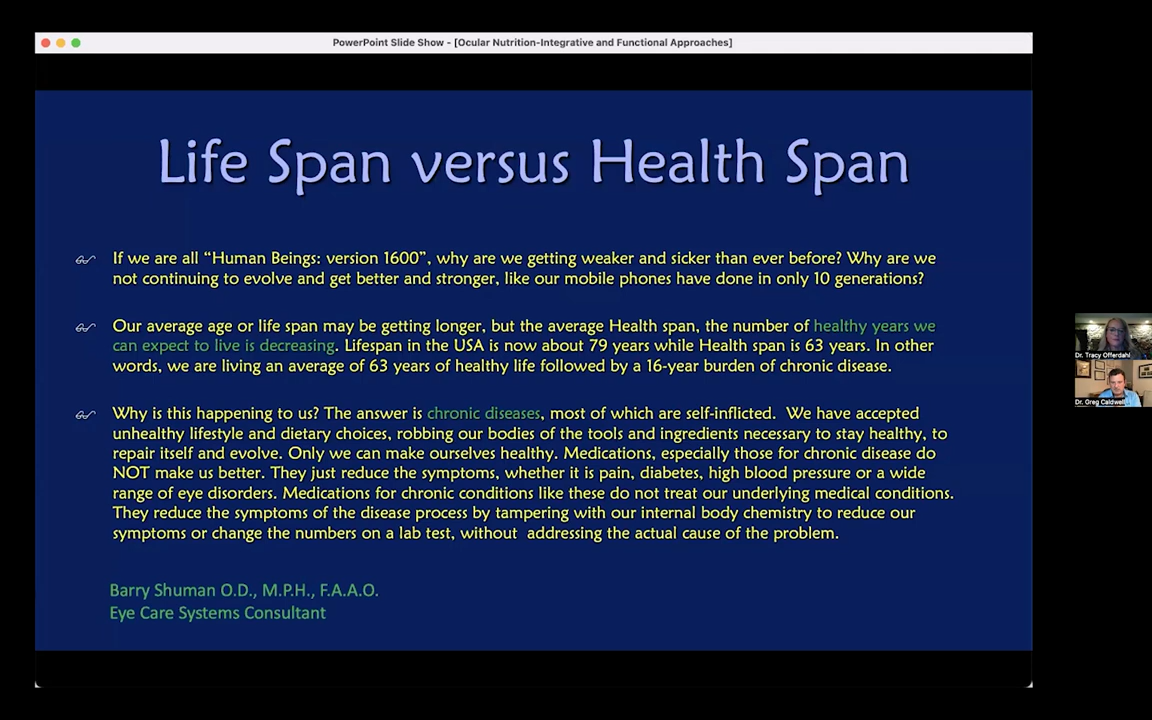 PowerPoint Slide Show - [Ocular Nutrition-Integrative and Functional Approaches]
Life Span versus Health Span
If we are all “Human Beings: version 1600”, why are we getting weaker and sicker than ever before? Why are we
not continuing to evolve and get better and stronger, like our mobile phones have done in only 10 generations?
Our average age or life span may be getting longer, but the average Health span, the number of healthy years we
can expect to live is decreasing. Lifespan in the USA is now about 79 years while Health span is 63 years. In other
words, we are living an average of 63 years of healthy life followed by a 16-year burden of chronic disease.
Why is this happening to us? The answer is chronic diseases, most of which are self-inflicted. We have accepted
unhealthy lifestyle and dietary choices, robbing our bodies of the tools and ingredients necessary to stay healthy, to
repair itself and evolve. Only we can make ourselves healthy. Medications, especially those for chronic disease do
NOT make us better. They just reduce the symptoms, whether it is pain, diabetes, high blood pressure or a wide
range of eye disorders. Medications for chronic conditions like these do not treat our underlying medical conditions.
They reduce the symptoms of the disease process by tampering with our internal body chemistry to reduce our
symptoms or change the numbers on a lab test, without addressing the actual cause of the problem.
Barry Shuman O.D., M.P.H., F.A.A.O.
Eye Care Systems Consultant
Dr. Tracy Offerdahl
Dr. Greg Caldwell